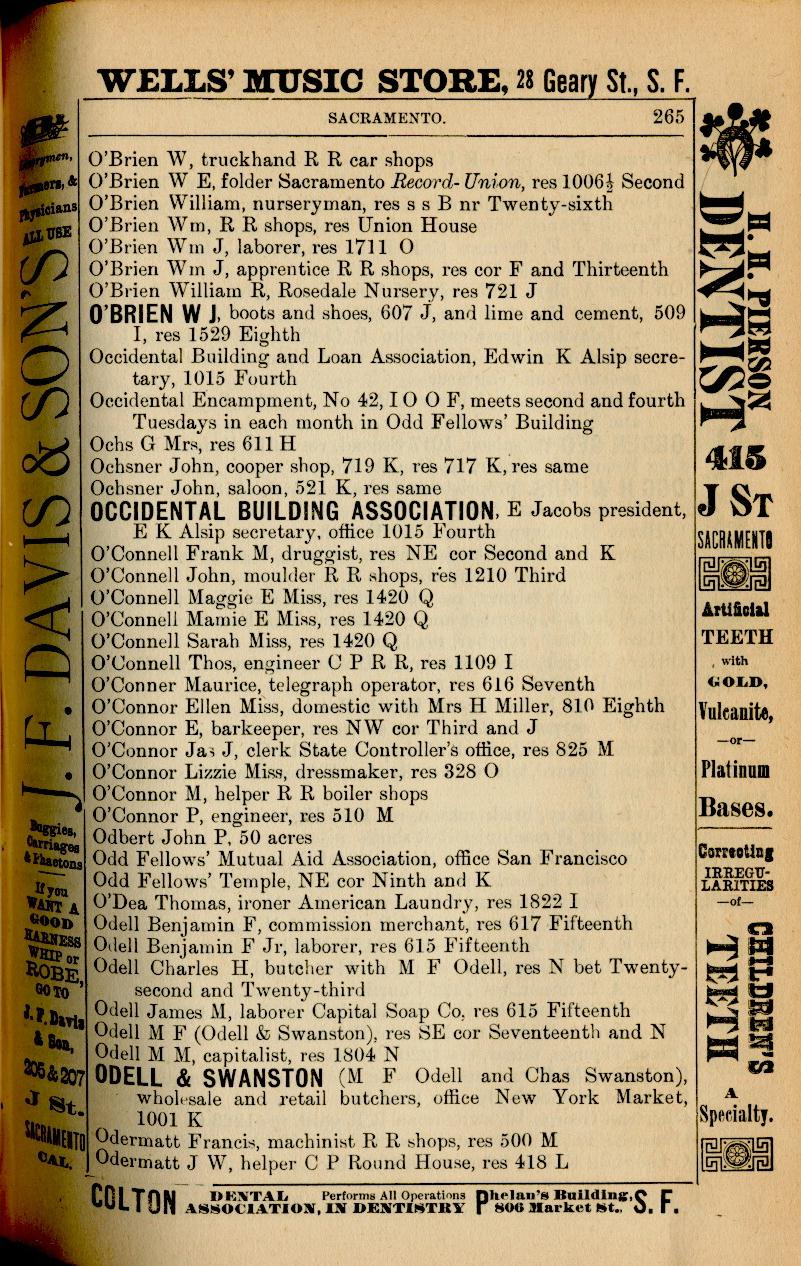 WELLS' MUSIC STORE, 28 Geary St., S. F.
SACRAMENTO. 265
O'Brien W, truckhand R R car shops
O'Brien W E, folder Sacramento Record-Union, res 1006½ Second
O'Brien William, nurseryman, res s s B nr Twenty-sixth
O'Brien Wm, R R shops, res Union House
O'Brien Wm J, laborer, res 1711 O
O'Brien Wm J, apprentice R R shops, res cor F and Thirteenth
O'Brien William R, Rosedale Nursery, res 721 J
O'BRIEN W J, boots and shoes, 607 J, and lime and cement, 509
I, res 1529 Eighth
Occidental Building and Loan Association, Edwin K Alsip secre-
tary, 1015 Fourth
Occidental Encampment, No 42, I O O F, meets second and fourth
Tuesdays in each month in Odd Fellows' Building
Ochs G Mrs, res 611 H
Ochsner John, cooper shop, 719 K, res 717 K, res same
Ochsner John, saloon, 521 K, res same
OCCIDENTAL BUILDING ASSOCIATION, E Jacobs president,
E K Alsip secretary, office 1015 Fourth
O'Connell Frank M, druggist, res NE cor Second and K
O'Connell John, moulder R R shops, res 1210 Third
O'Connell Maggie E Miss, res 1420 Q
O'Connell Mamie E Miss, res 1420 Q
O'Connell Sarah Miss, res 1420 Q
O'Connell Thos, engineer C P R R, res 1109 I
O'Conner Maurice, telegraph operator, res 616 Seventh
O'Connor Ellen Miss, domestic with Mrs H Miller, 810 Eighth
O'Connor E, barkeeper, res NW cor Third and J
O'Connor Jas J, clerk State Controller's office, res 825 M
O'Connor Lizzie Miss, dressmaker, res 328 O
O'Connor M, helper R R boiler shops
O'Connor P, engineer, res 510 M
Odbert John P, 50 acres
Odd Fellows' Mutual Aid Association, office San Francisco
Odd Fellows' Temple, NE cor Ninth and K
O'Dea Thomas, ironer American Laundry, res 1822 I
Odell Benjamin F, commission merchant, res 617 Fifteenth
Odell Benjamin F Jr, laborer, res 615 Fifteenth
Odell Charles H, butcher with M F Odell, res N bet Twenty-
second and Twenty-third
Odell James M, laborer Capital Soap Co, res 615 Fifteenth
Odell M F (Odell & Swanston), res SE cor Seventeenth and N
Odell M M, capitalist, res 1804 N
ODELL & SWANSTON (M F Odell and Chas Swanston),
wholesale and retail butchers, office New York Market,
1001 K
Odermatt Francis, machinist R R shops, res 500 M
Odermatt J W, helper C P Round House, res 418 L
Farmers, &
Physicians
ALL USE
J. F. DAVIS & SON'S
Buggies,
Carriages
& Phaetons
If you
WANT A
GOOD
HARNESS
WHIP or
ROBE,
GO TO
J. F. Davis
& Son,
205 & 207
J St.
SACRAMENTO
CAL.
H. H. PIERSON
DENTIST
415
J ST
SACRAMENTO
Artificial
TEETH
with
GOLD,
Vulcanite,
—or—
Platinum
Bases.
Correcting
IRREGU-
LARITIES
—of—
CHILDREN'S
TEETH
A
Specialty.
COLTON DENTAL ASSOCIATION, Performs All Operations IN DENTISTRY Phelan's Building, 806 Market St., S. F.